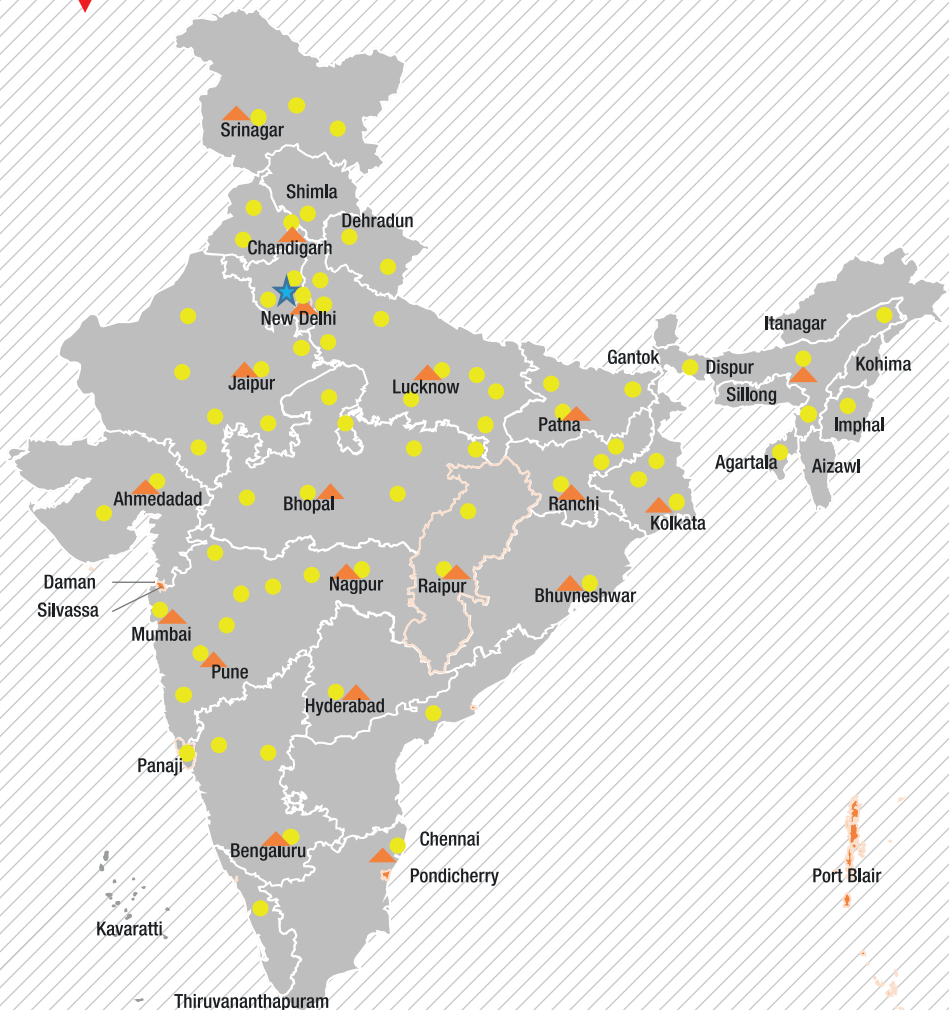 Srinagar
Shimla
Dehradun
Chandigarh
New Delhi
Itanagar
Gantok
Dispur
Kohima
Jaipur
Lucknow
Sillong
Patna
Imphal
Agartala
Aizawl
Ahmedadad
Bhopal
Ranchi
Kolkata
Daman
Silvassa
Nagpur
Raipur
Bhuvneshwar
Mumbai
Pune
Hyderabad
Panaji
Bengaluru
Chennai
Pondicherry
Port Blair
Kavaratti
Thiruvananthapuram